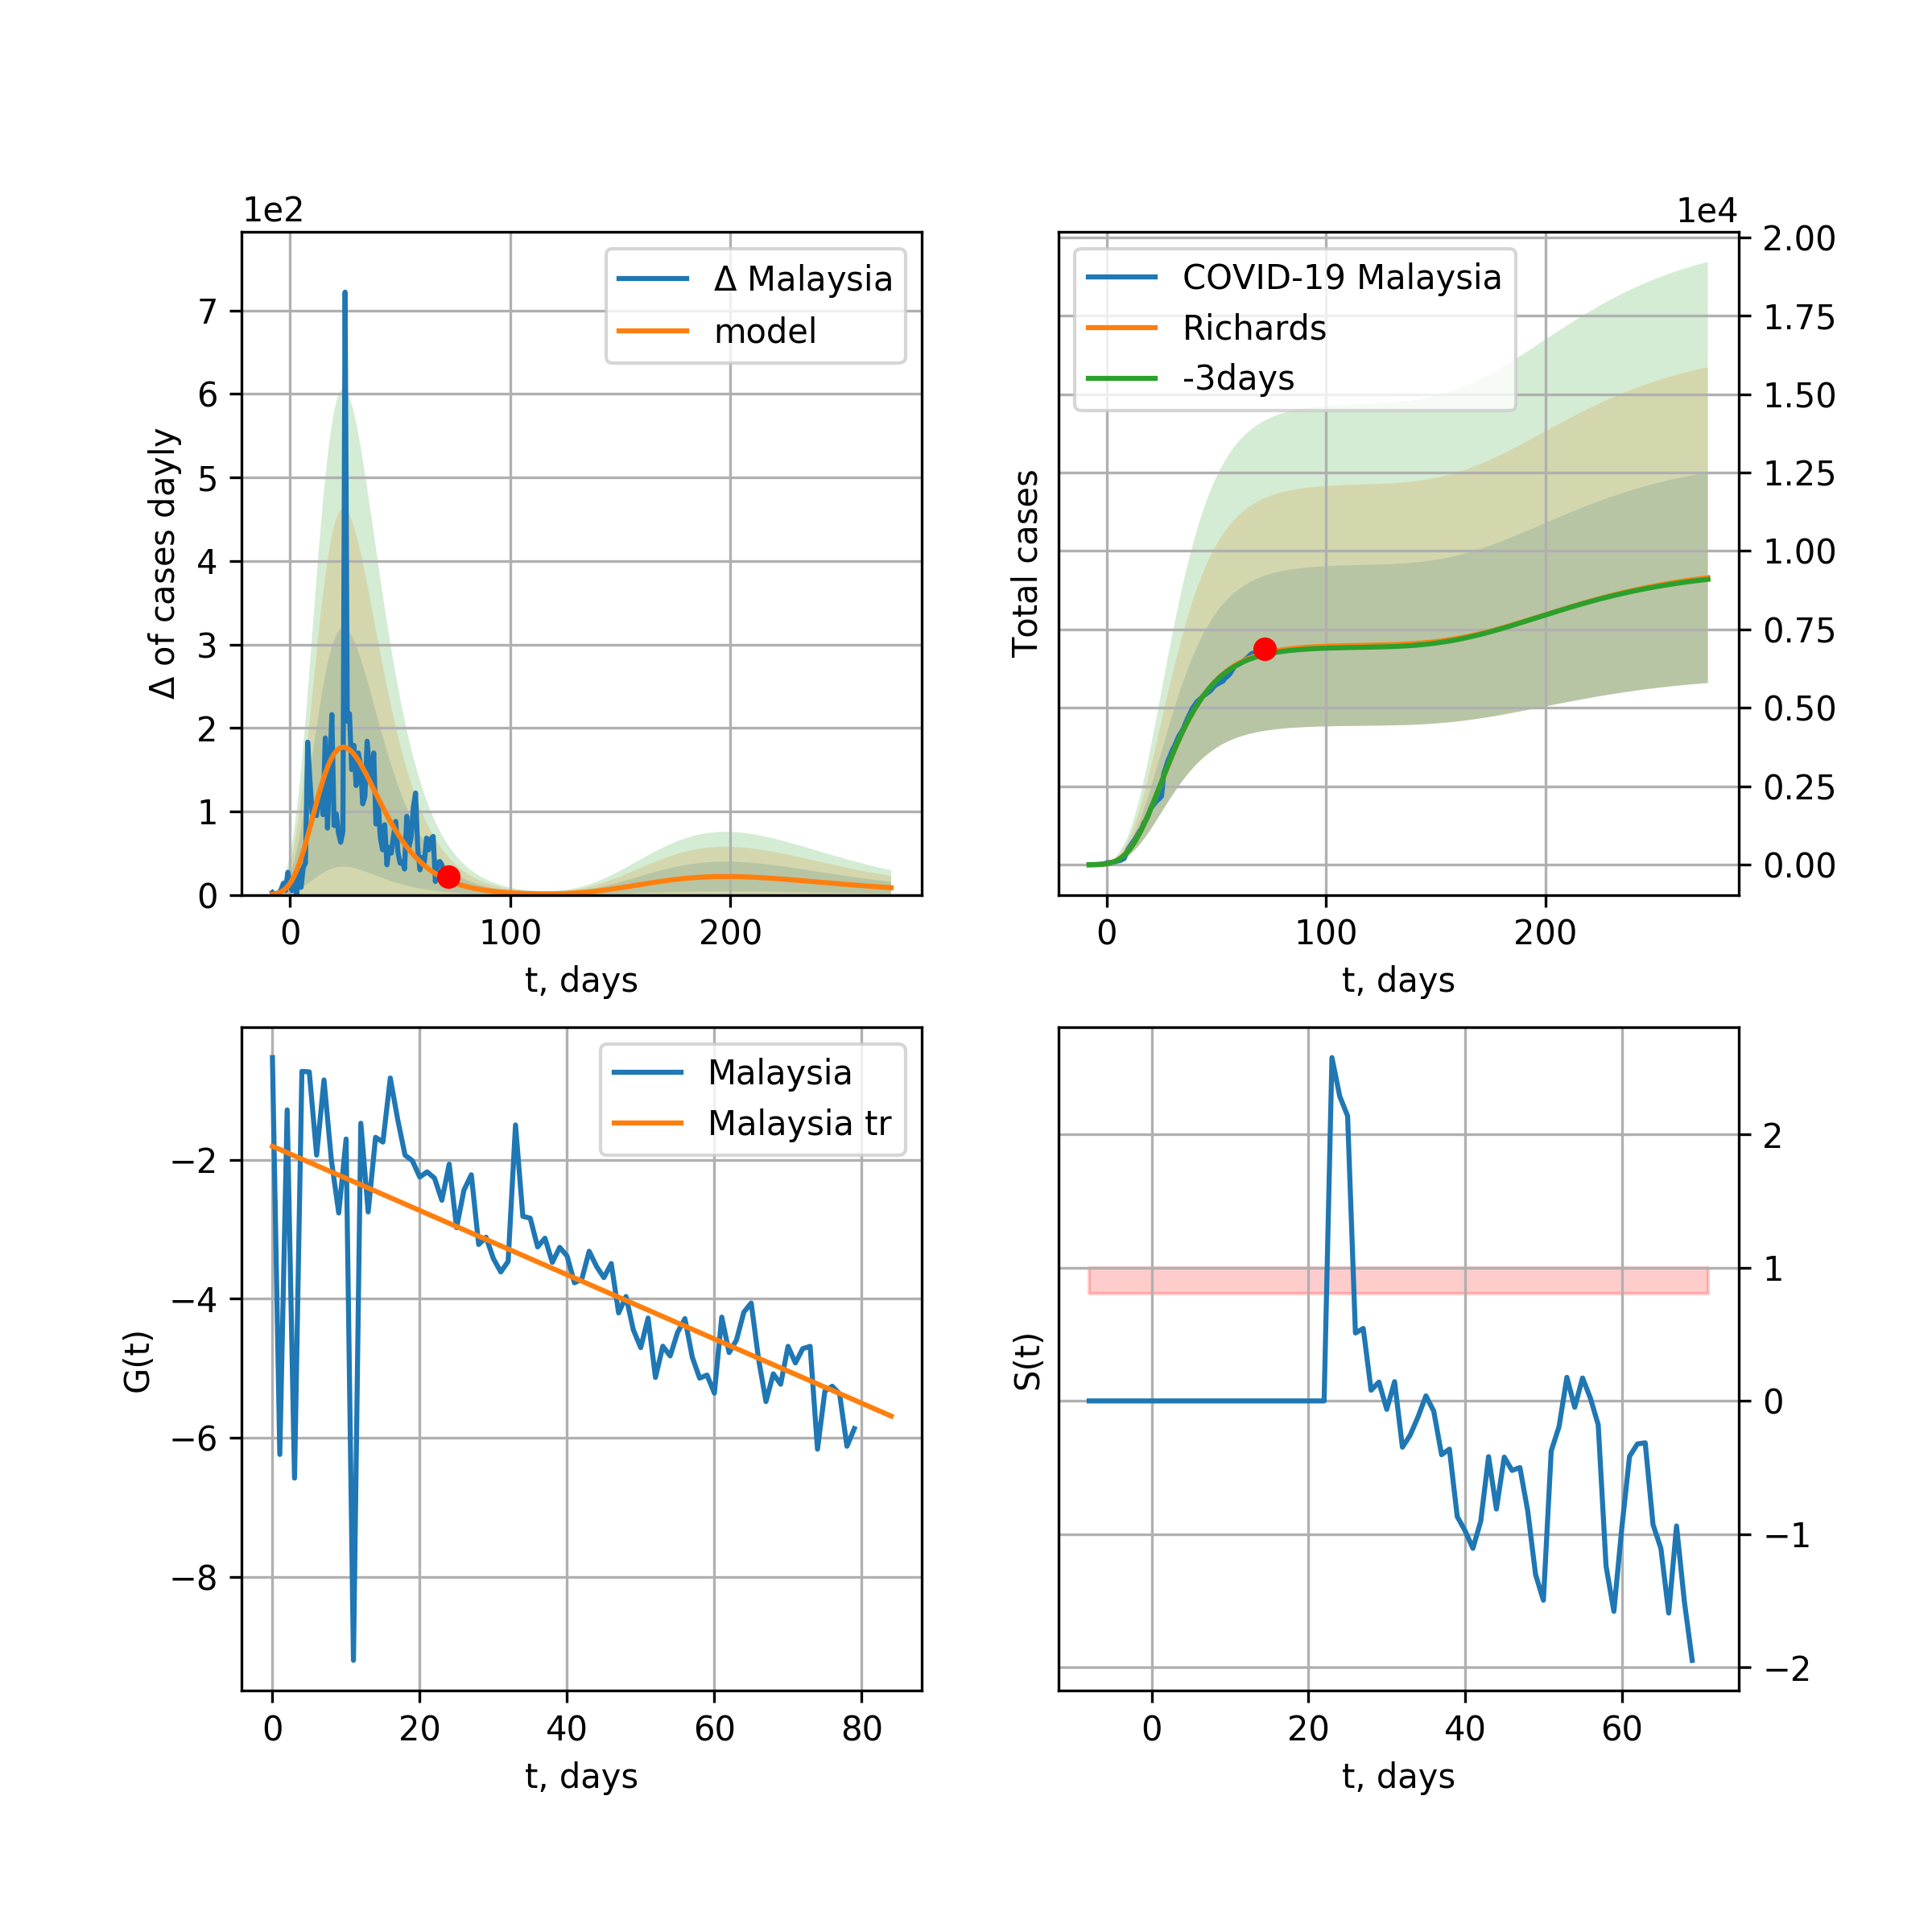 1e2
Δ of cases dayly
7
6
5
4
3
2
1
0
Δ Malaysia
model
0 100 200
t, days
1e4
Total cases
COVID-19 Malaysia
Richards
-3days
2.00
1.75
1.50
1.25
1.00
0.75
0.50
0.25
0.00
0 100 200
t, days
G(t)
−2
−4
−6
−8
Malaysia
Malaysia tr
0 20 40 60 80
t, days
S(t)
2
1
0
−1
−2
0 20 40 60
t, days